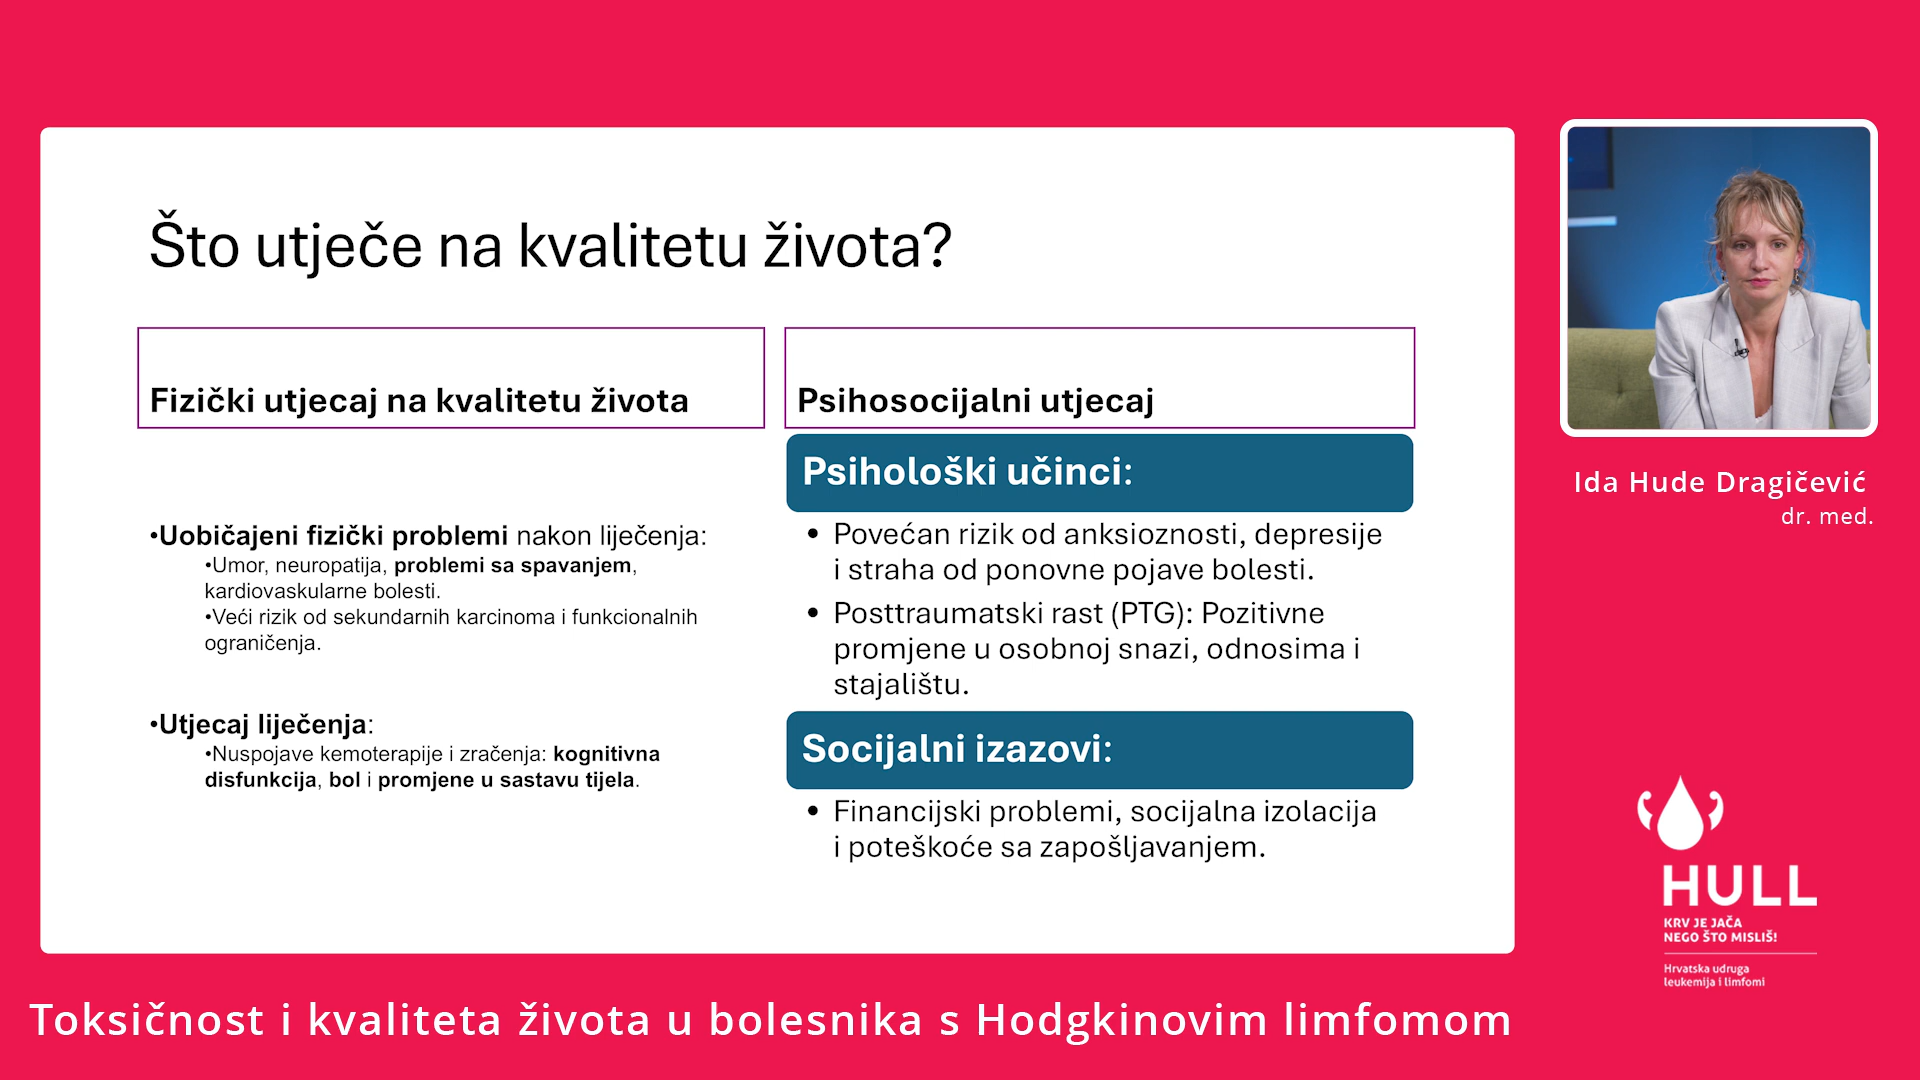 Što utječe na kvalitetu života?
Fizički utjecaj na kvalitetu života
•Uobičajeni fizički problemi nakon liječenja:
•Umor, neuropatija, problemi sa spavanjem,
kardiovaskularne bolesti.
•Veći rizik od sekundarnih karcinoma i funkcionalnih
ograničenja.
•Utjecaj liječenja:
•Nuspojave kemoterapije i zračenja: kognitivna
disfunkcija, bol i promjene u sastavu tijela.
Psihosocijalni utjecaj
Psihološki učinci:
• Povećan rizik od anksioznosti, depresije
i straha od ponovne pojave bolesti.
• Posttraumatski rast (PTG): Pozitivne
promjene u osobnoj snazi, odnosima i
stajalištu.
Socijalni izazovi:
• Financijski problemi, socijalna izolacija
i poteškoće sa zapošljavanjem.
Ida Hude Dragičević
dr. med.
HULL
KRV JE JAČA
NEGO ŠTO MISLIŠ!
Hrvatska udruga
leukemija i limfomi
Toksičnost i kvaliteta života u bolesnika s Hodgkinovim limfomom